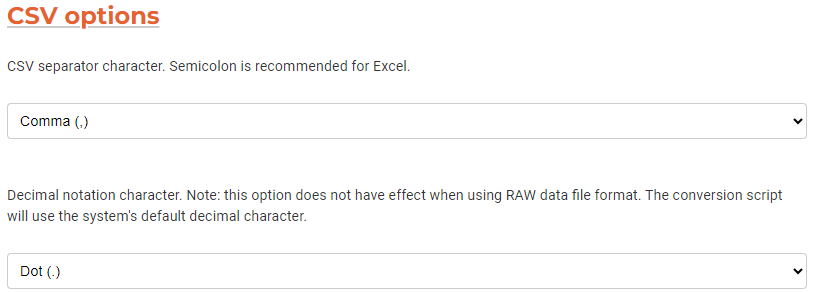 CSV options
CSV separator character. Semicolon is recommended for Excel.
Comma (,)
Decimal notation character. Note: this option does not have effect when using RAW data file format. The conversion script
will use the system's default decimal character.
Dot (.)